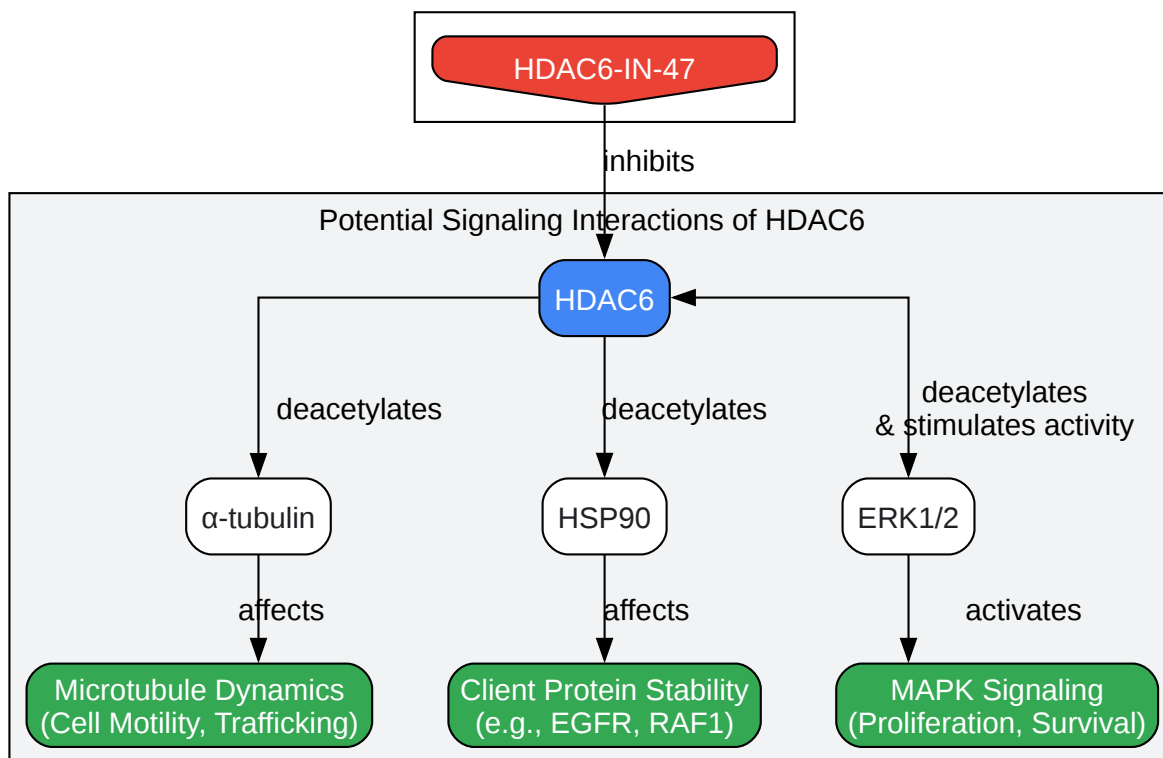 HDAC6-IN-47
inhibits
Potential Signaling Interactions of HDAC6
HDAC6
deacetylates
deacetylates
deacetylates
& stimulates activity
α-tubulin
HSP90
ERK1/2
affects
affects
activates
Microtubule Dynamics
(Cell Motility, Trafficking)
Client Protein Stability
(e.g., EGFR, RAF1)
MAPK Signaling
(Proliferation, Survival)